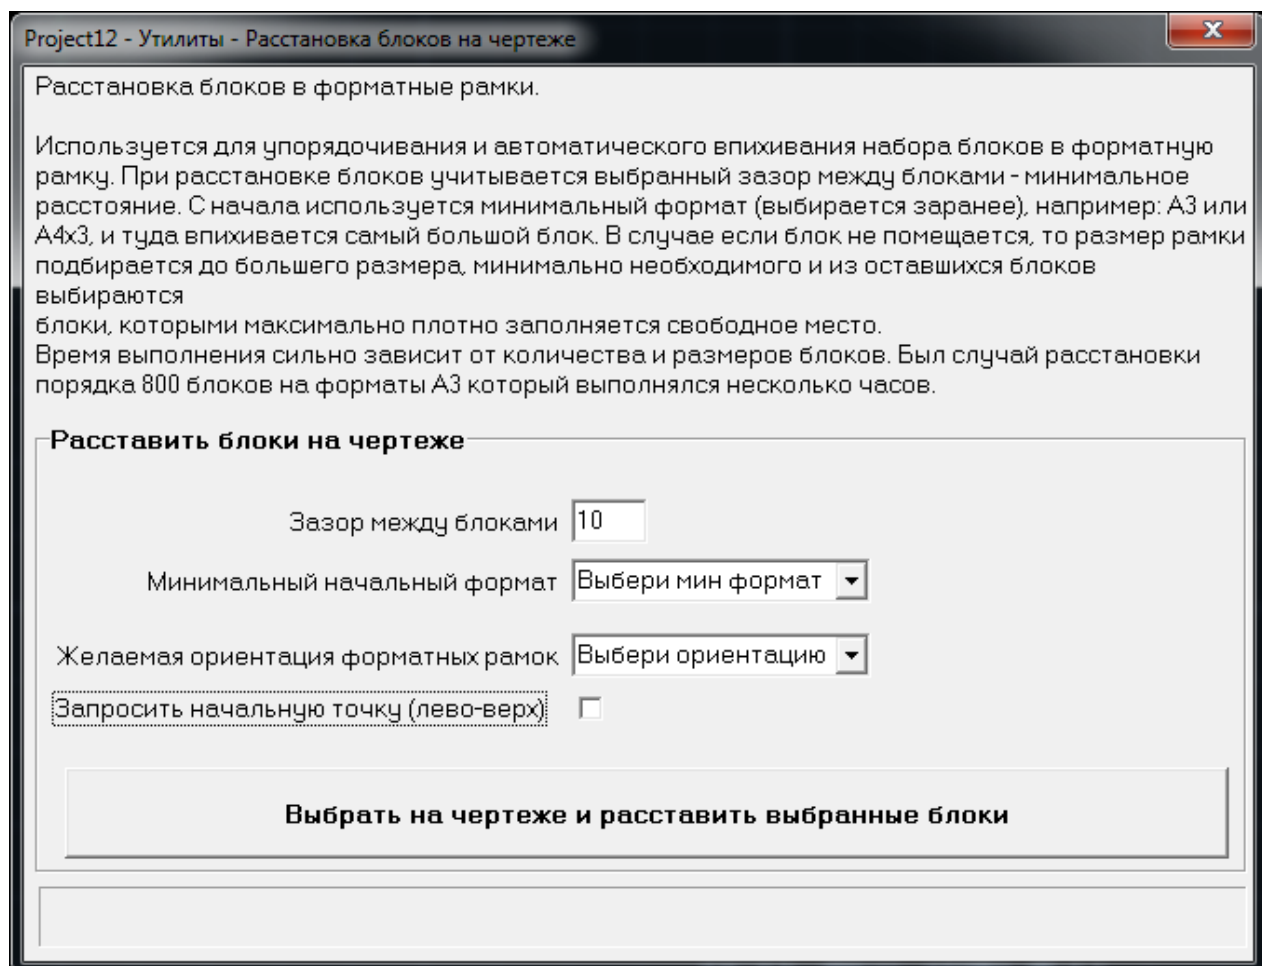 Project12 - Утилиты - Расстановка блоков на чертеже
Расстановка блоков в форматные рамки.
Используется для упорядочивания и автоматического впихивания набора блоков в форматную
рамку. При расстановке блоков учитывается выбранный зазор между блоками - минимальное
расстояние. С начала используется минимальный формат (выбирается заранее), например: А3 или
А4х3, и туда впихивается самый большой блок. В случае если блок не помещается, то размер рамки
подбирается до большего размера, минимально необходимого и из оставшихся блоков
выбираются
блоки, которыми максимально плотно заполняется свободное место.
Время выполнения сильно зависит от количества и размеров блоков. Был случай расстановки
порядка 800 блоков на форматы А3 который выполнялся несколько часов.
Расставить блоки на чертеже
Зазор между блоками 10
Минимальный начальный формат Выбери мин формат
Желаемая ориентация форматных рамок Выбери ориентацию
Запросить начальную точку (лево-верх)
Выбрать на чертеже и расставить выбранные блоки